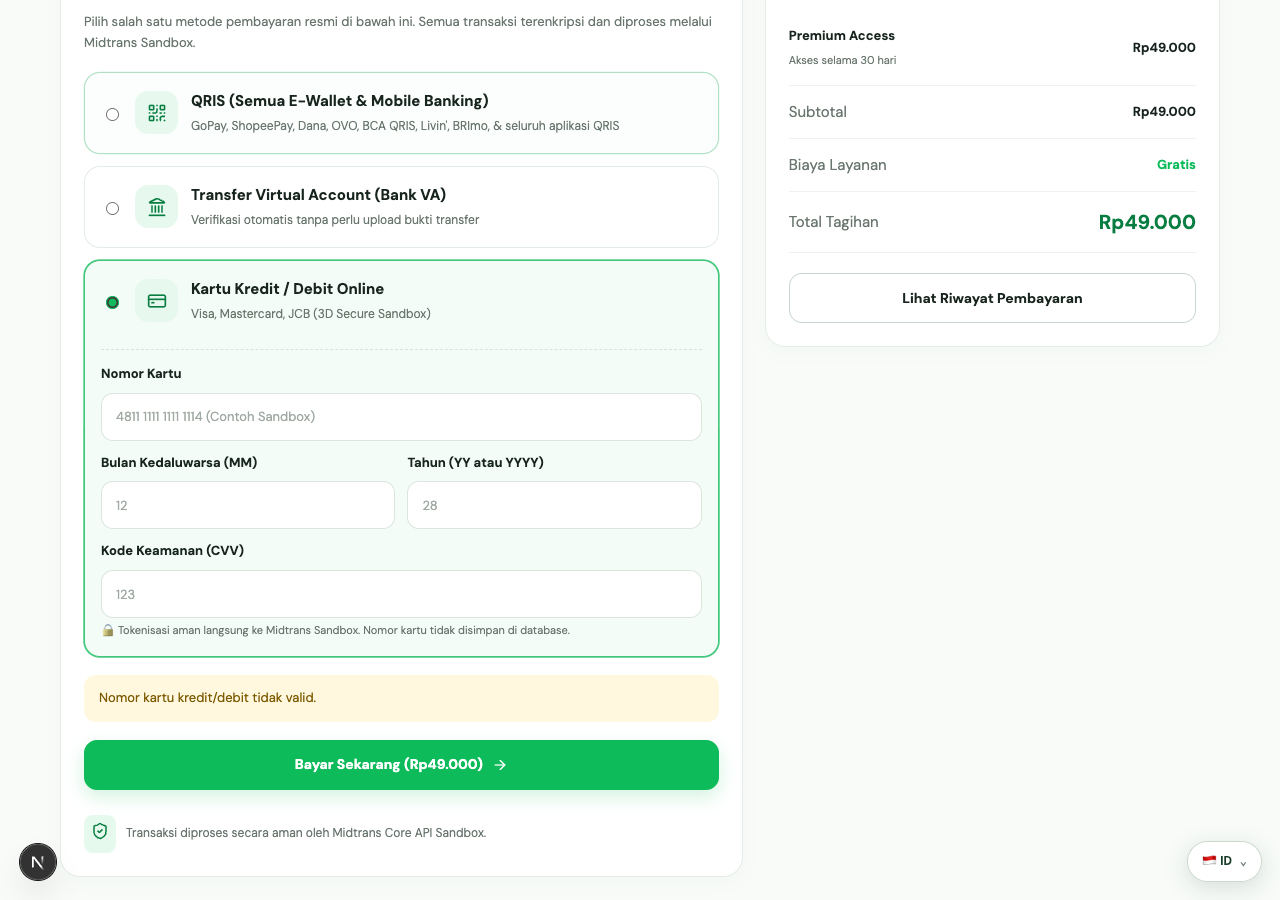 Pilih salah satu metode pembayaran resmi di bawah ini. Semua transaksi terenkripsi dan diproses melalui
Midtrans Sandbox.
QRIS (Semua E-Wallet & Mobile Banking)
GoPay, ShopeePay, Dana, OVO, BCA QRIS, Livin', BRImo, & seluruh aplikasi QRIS
Transfer Virtual Account (Bank VA)
Verifikasi otomatis tanpa perlu upload bukti transfer
Kartu Kredit / Debit Online
Visa, Mastercard, JCB (3D Secure Sandbox)
Nomor Kartu
4811 1111 1111 1114 (Contoh Sandbox)
Bulan Kedaluwarsa (MM)
Tahun (YY atau YYYY)
12
28
Kode Keamanan (CVV)
123
Tokenisasi aman langsung ke Midtrans Sandbox. Nomor kartu tidak disimpan di database.
Nomor kartu kredit/debit tidak valid.
Bayar Sekarang (Rp49.000) →
Transaksi diproses secara aman oleh Midtrans Core API Sandbox.
Premium Access
Akses selama 30 hari
Rp49.000
Subtotal
Rp49.000
Biaya Layanan
Gratis
Total Tagihan
Rp49.000
Lihat Riwayat Pembayaran
N
ID